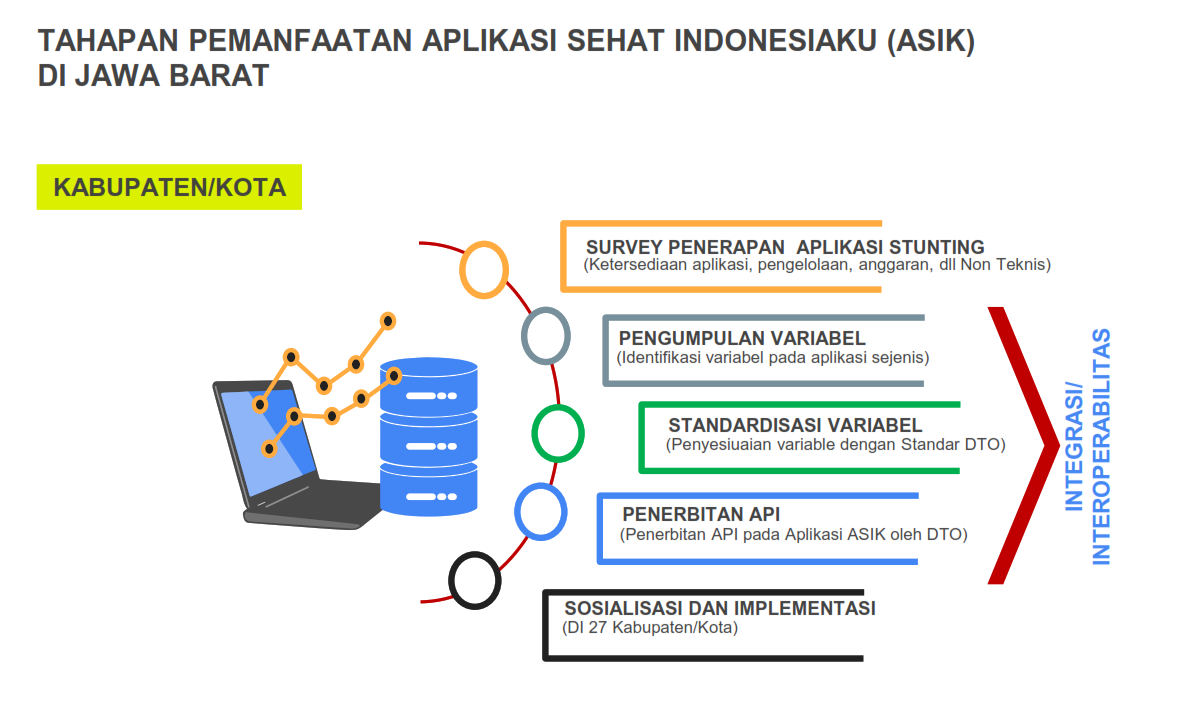 TAHAPAN PEMANFAATAN APLIKASI SEHAT INDONESIAKU (ASIK)
DI JAWA BARAT
KABUPATEN/KOTA
SURVEY PENERAPAN APLIKASI STUNTING
(Ketersediaan aplikasi, pengelolaan, anggaran, dll Non Teknis)
PENGUMPULAN VARIABEL
(Identifikasi variabel pada aplikasi sejenis)
STANDARDISASI VARIABEL
(Penyesiuaian variable dengan Standar DTO)
PENERBITAN API
(Penerbitan API pada Aplikasi ASIK oleh DTO)
SOSIALISASI DAN IMPLEMENTASI
(DI 27 Kabupaten/Kota)
INTEGRASI/
INTEROPERABILITAS